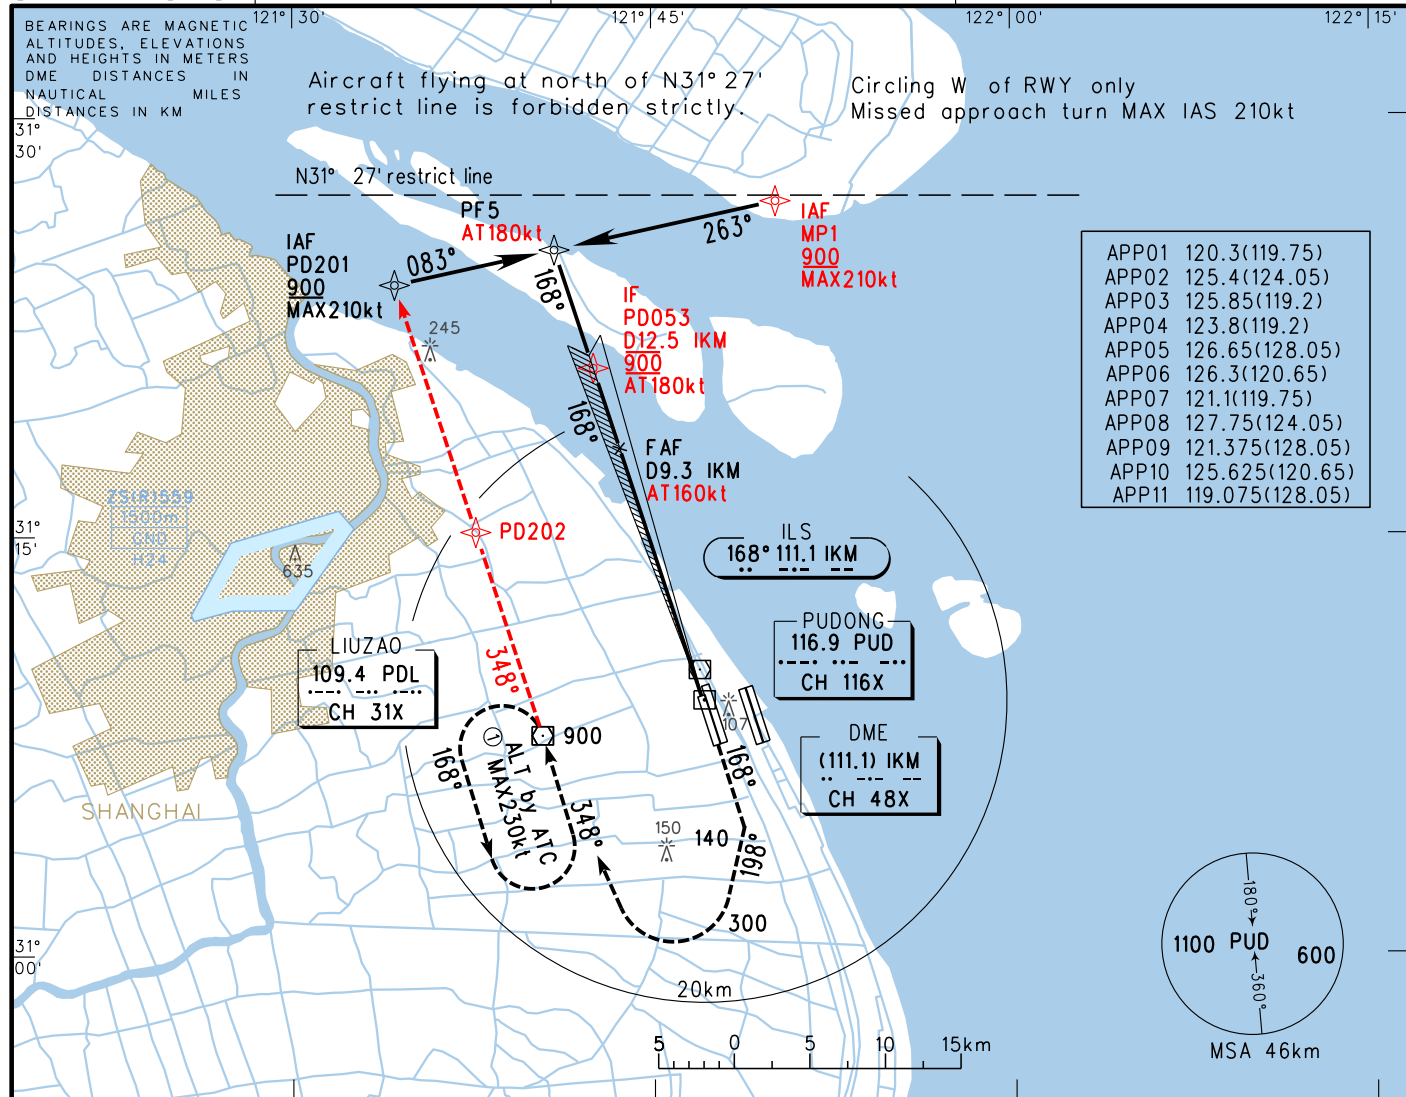 BEARINGS ARE MAGNETIC
ALTITUDES, ELEVATIONS
AND HEIGHTS IN METERS
DME DISTANCES IN
NAUTICAL MILES
DISTANCES IN KM
121° 30'
121° 45'
122° 00'
122° 15'
Aircraft flying at north of N31° 27'
restrict line is forbidden strictly.
Circling W of RWY only
Missed approach turn MAX IAS 210kt
31°
30'
N31° 27' restrict line
PF5
AT180kt
263°
IAF
MP1
900
MAX210kt
IAF
PD201
900
MAX210kt
083°
168°
245
IF
PD053
D12.5 IKM
900
AT180kt
168°
FAF
D9.3 IKM
AT160kt
APP01 120.3(119.75)
APP02 125.4(124.05)
APP03 125.85(119.2)
APP04 123.8(119.2)
APP05 126.65(128.05)
APP06 126.3(120.65)
APP07 121.1(119.75)
APP08 127.75(124.05)
APP09 121.375(128.05)
APP10 125.625(120.65)
APP11 119.075(128.05)
ZS(R)559
1500m
GND
H24
635
31°
15'
PD202
ILS
168° 111.1 IKM
PUDONG
116.9 PUD
CH 116X
LIUZAO
109.4 PDL
CH 31X
348°
107
DME
(111.1) IKM
CH 48X
900
① ALT by ATC
MAX230kt
168°
348°
168°
SHANGHAI
150
140
198°
300
31°
00'
20km
5 0 5 10 15km
180°
1100 PUD 600
360°
MSA 46km